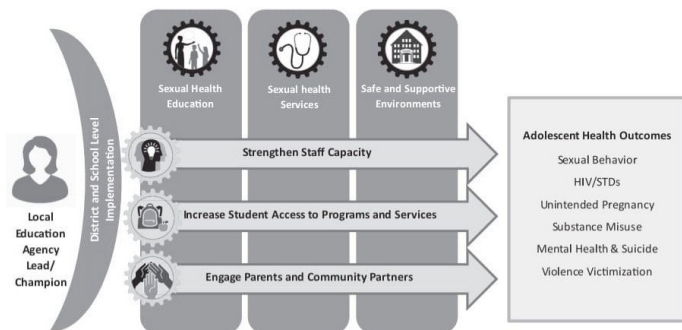 Sexual Health
Education
Sexual health
Services
Safe and Supportive
Environments
District and School Level
Implementation
Local
Education
Agency
Lead/
Champion
Strengthen Staff Capacity
Increase Student Access to Programs and Services
Engage Parents and Community Partners
Adolescent Health Outcomes
Sexual Behavior
HIV/STDs
Unintended Pregnancy
Substance Misuse
Mental Health & Suicide
Violence Victimization